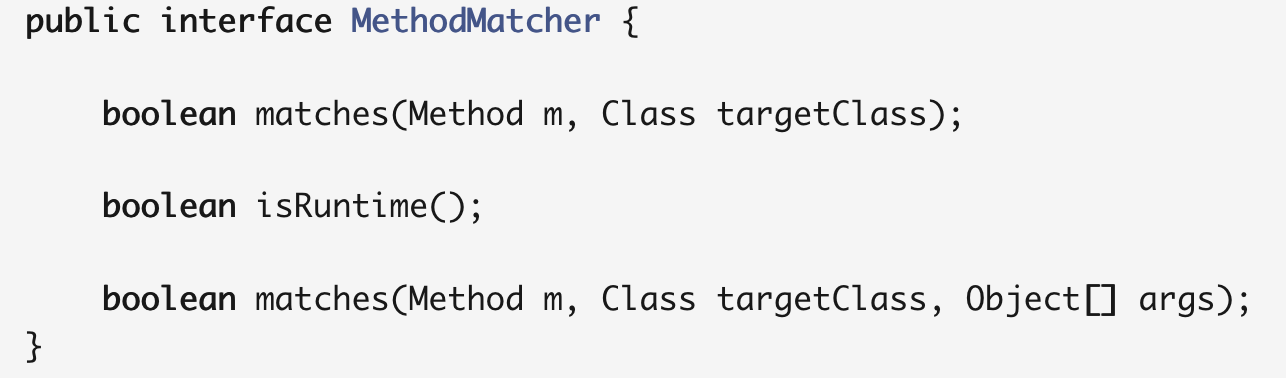 public interface MethodMatcher {
boolean matches(Method m, Class targetClass);
boolean isRuntime();
boolean matches(Method m, Class targetClass, Object[] args);
}